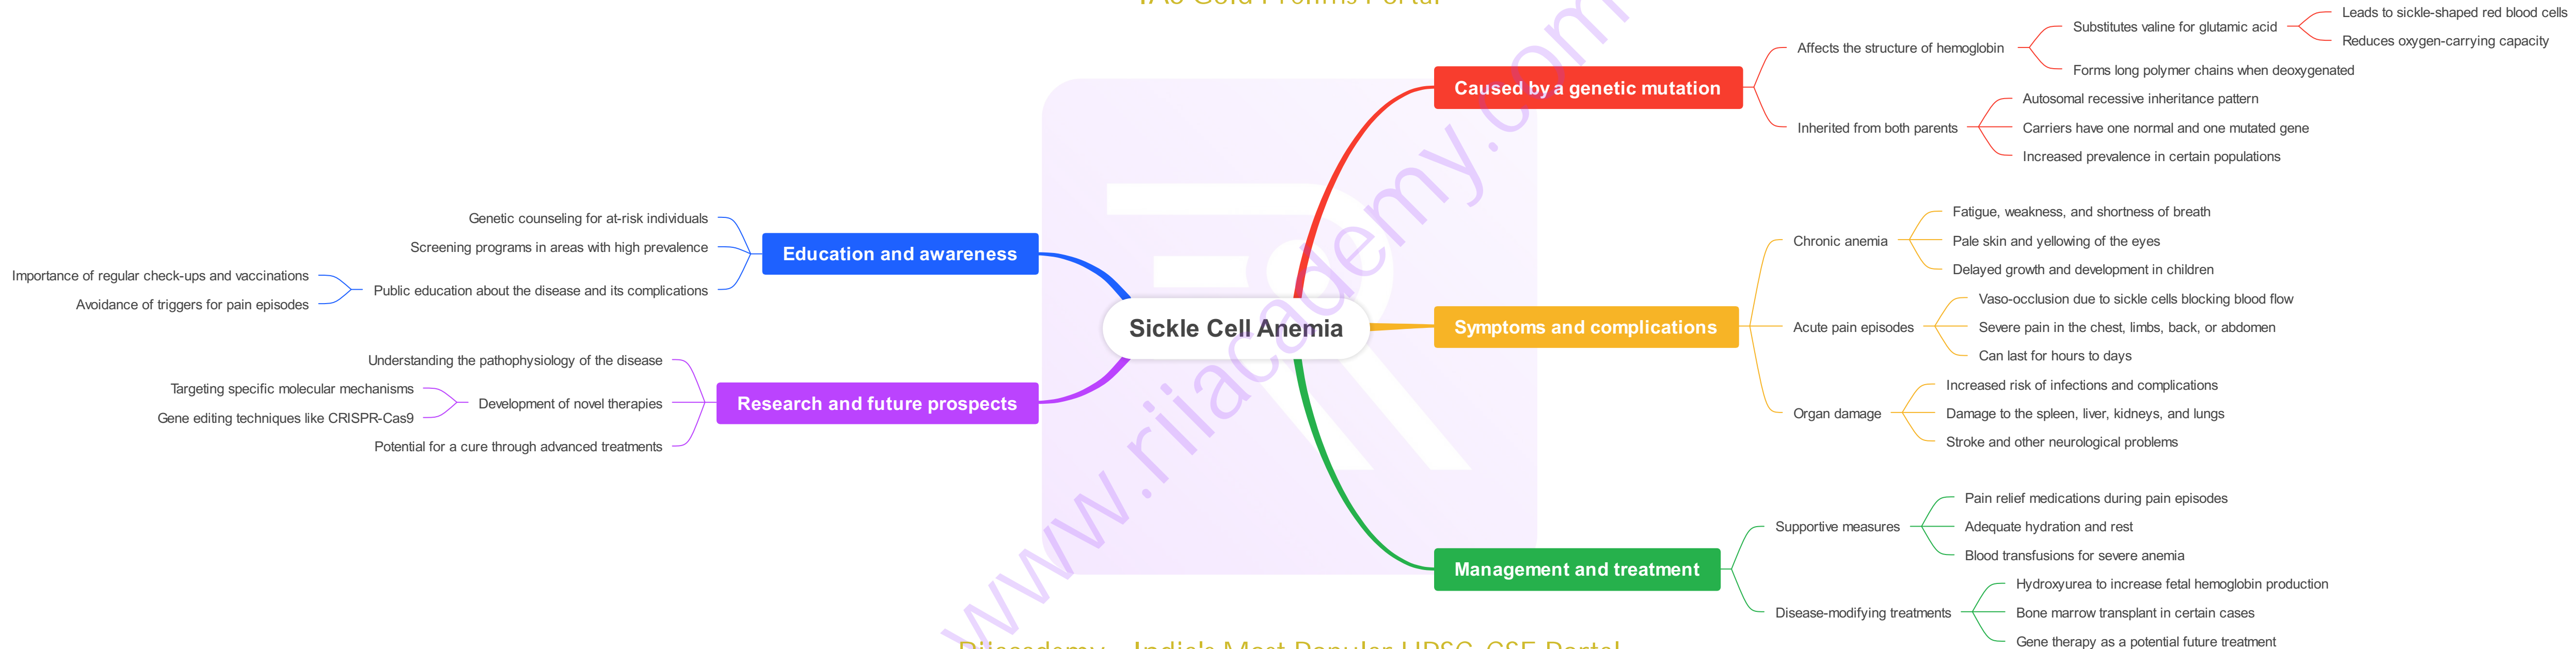 Sickle Cell Anemia
Caused by a genetic mutation
Affects the structure of hemoglobin
Substitutes valine for glutamic acid
Leads to sickle-shaped red blood cells
Reduces oxygen-carrying capacity
Forms long polymer chains when deoxygenated
Inherited from both parents
Autosomal recessive inheritance pattern
Carriers have one normal and one mutated gene
Increased prevalence in certain populations
Symptoms and complications
Chronic anemia
Fatigue, weakness, and shortness of breath
Pale skin and yellowing of the eyes
Delayed growth and development in children
Acute pain episodes
Vaso-occlusion due to sickle cells blocking blood flow
Severe pain in the chest, limbs, back, or abdomen
Can last for hours to days
Organ damage
Increased risk of infections and complications
Damage to the spleen, liver, kidneys, and lungs
Stroke and other neurological problems
Management and treatment
Supportive measures
Pain relief medications during pain episodes
Adequate hydration and rest
Blood transfusions for severe anemia
Disease-modifying treatments
Hydroxyurea to increase fetal hemoglobin production
Bone marrow transplant in certain cases
Gene therapy as a potential future treatment
Education and awareness
Genetic counseling for at-risk individuals
Screening programs in areas with high prevalence
Public education about the disease and its complications
Importance of regular check-ups and vaccinations
Avoidance of triggers for pain episodes
Research and future prospects
Understanding the pathophysiology of the disease
Development of novel therapies
Targeting specific molecular mechanisms
Gene editing techniques like CRISPR-Cas9
Potential for a cure through advanced treatments
www.riiacademy.com
India's Most Popular UPSC-CSE Portal